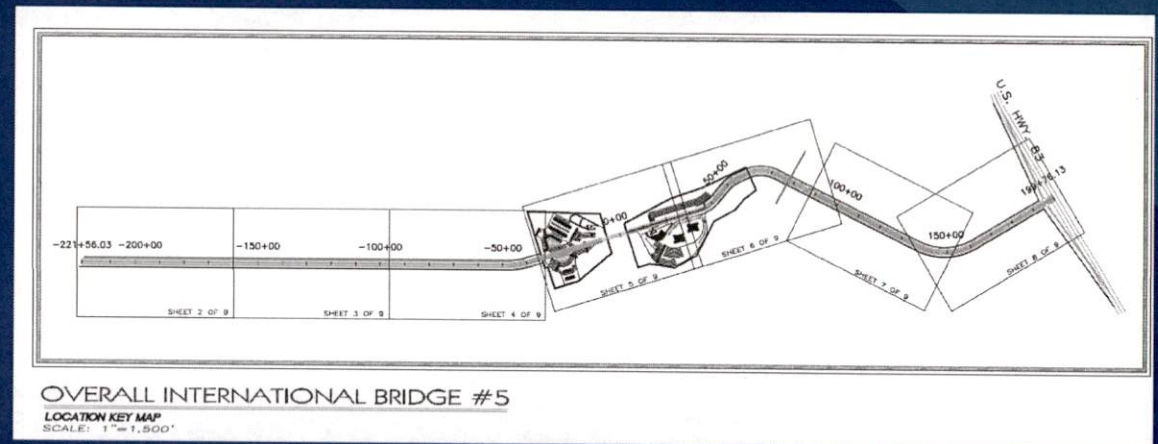 U.S. HWY. 83
199+76.13
50+00
100+00
0+00
150+00
-221+56.03 -200+00
-150+00
-100+00
-50+00
SHEET 6 OF 9
SHEET 5 OF 9
SHEET 7 OF 9
SHEET 8 OF 9
SHEET 2 OF 9
SHEET 3 OF 9
SHEET 4 OF 9
OVERALL INTERNATIONAL BRIDGE #5
LOCATION KEY MAP
SCALE: 1"=1,500'